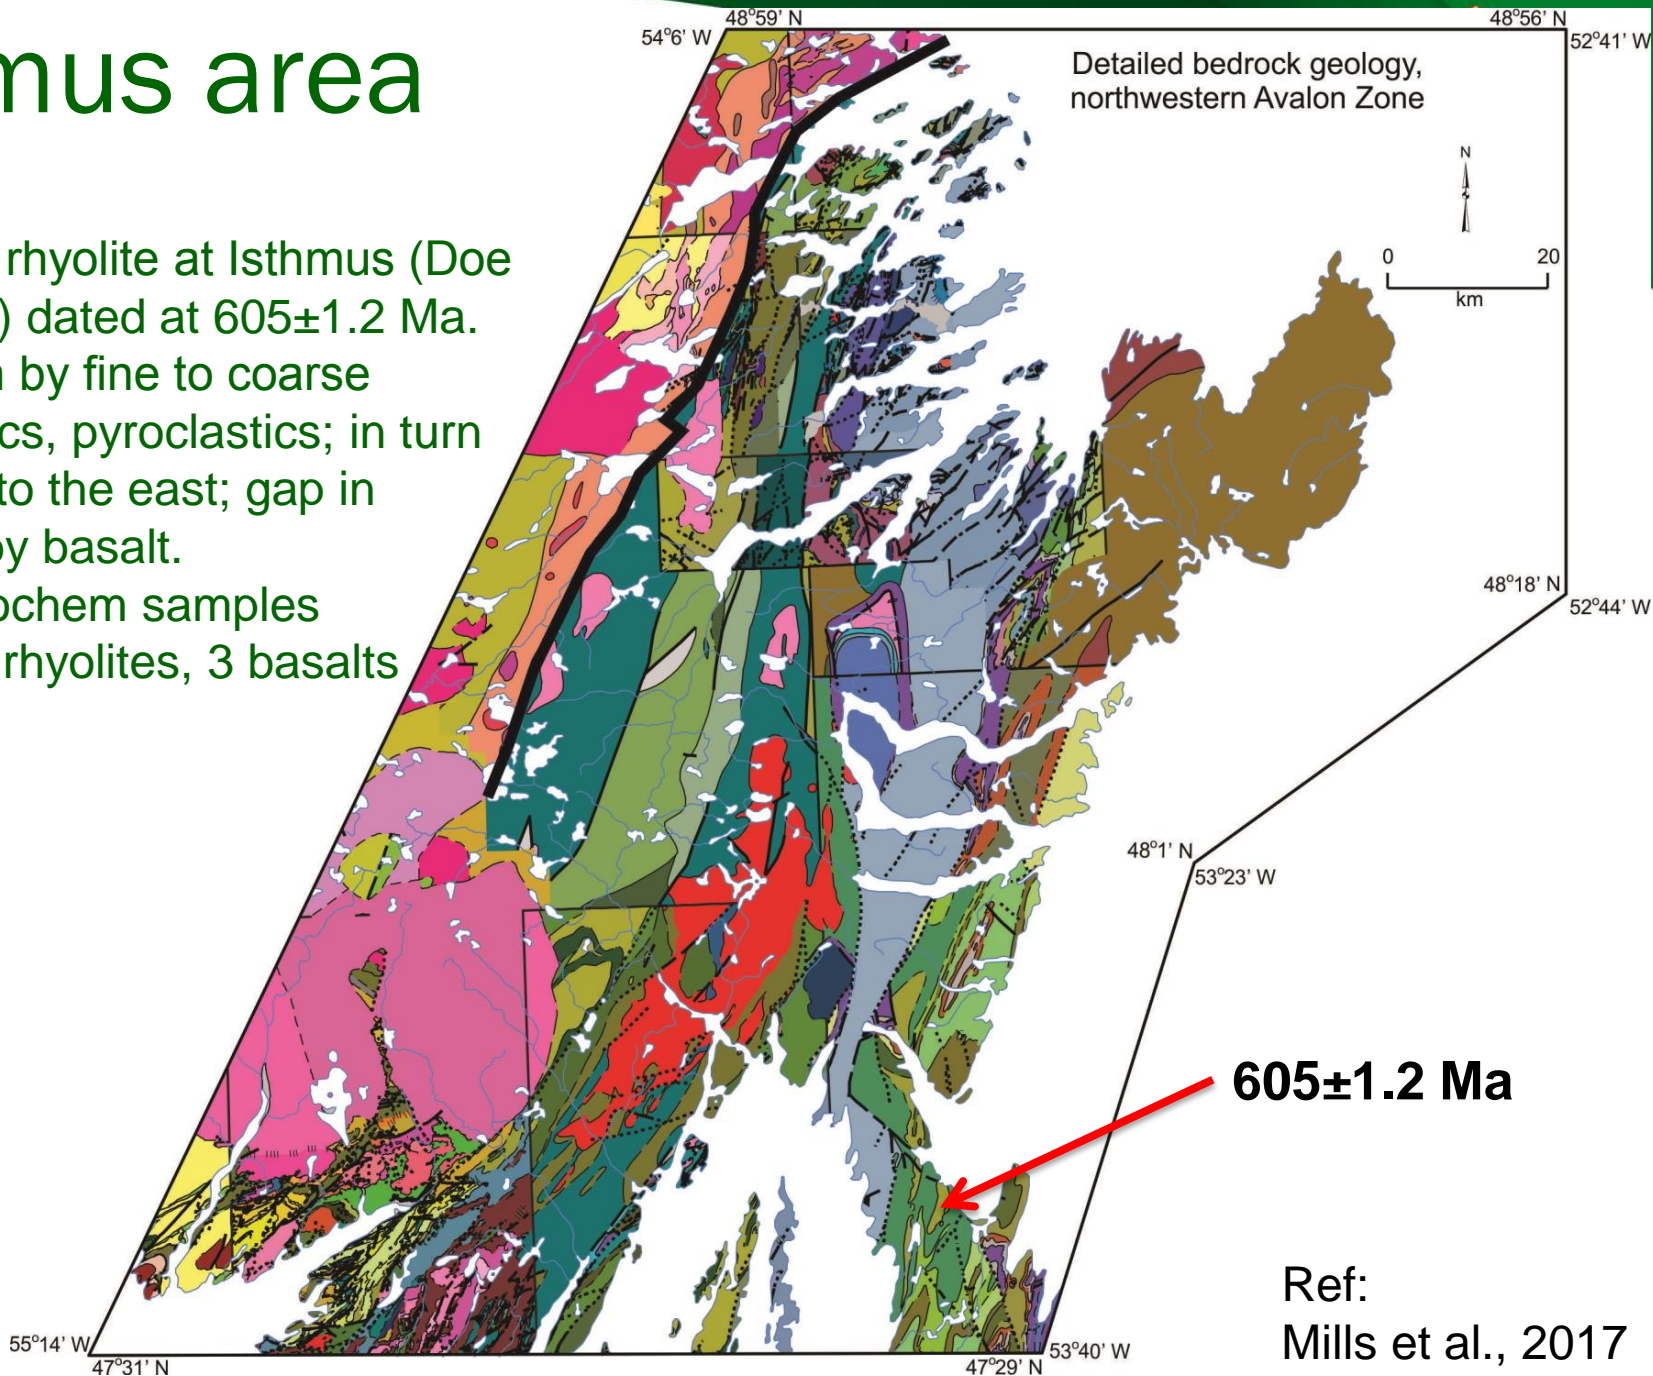 mus area
rhyolite at Isthmus (Doe
) dated at 605±1.2 Ma.
by fine to coarse
cs, pyroclastics; in turn
to the east; gap in
by basalt.
ochem samples
rhyolites, 3 basalts
48°59' N
54°6' W
48°56' N
52°41' W
Detailed bedrock geology,
northwestern Avalon Zone
N
0 20
km
48°18' N
52°44' W
48°1' N
53°23' W
605±1.2 Ma
Ref:
Mills et al., 2017
55°14' W
47°31' N
47°29' N
53°40' W